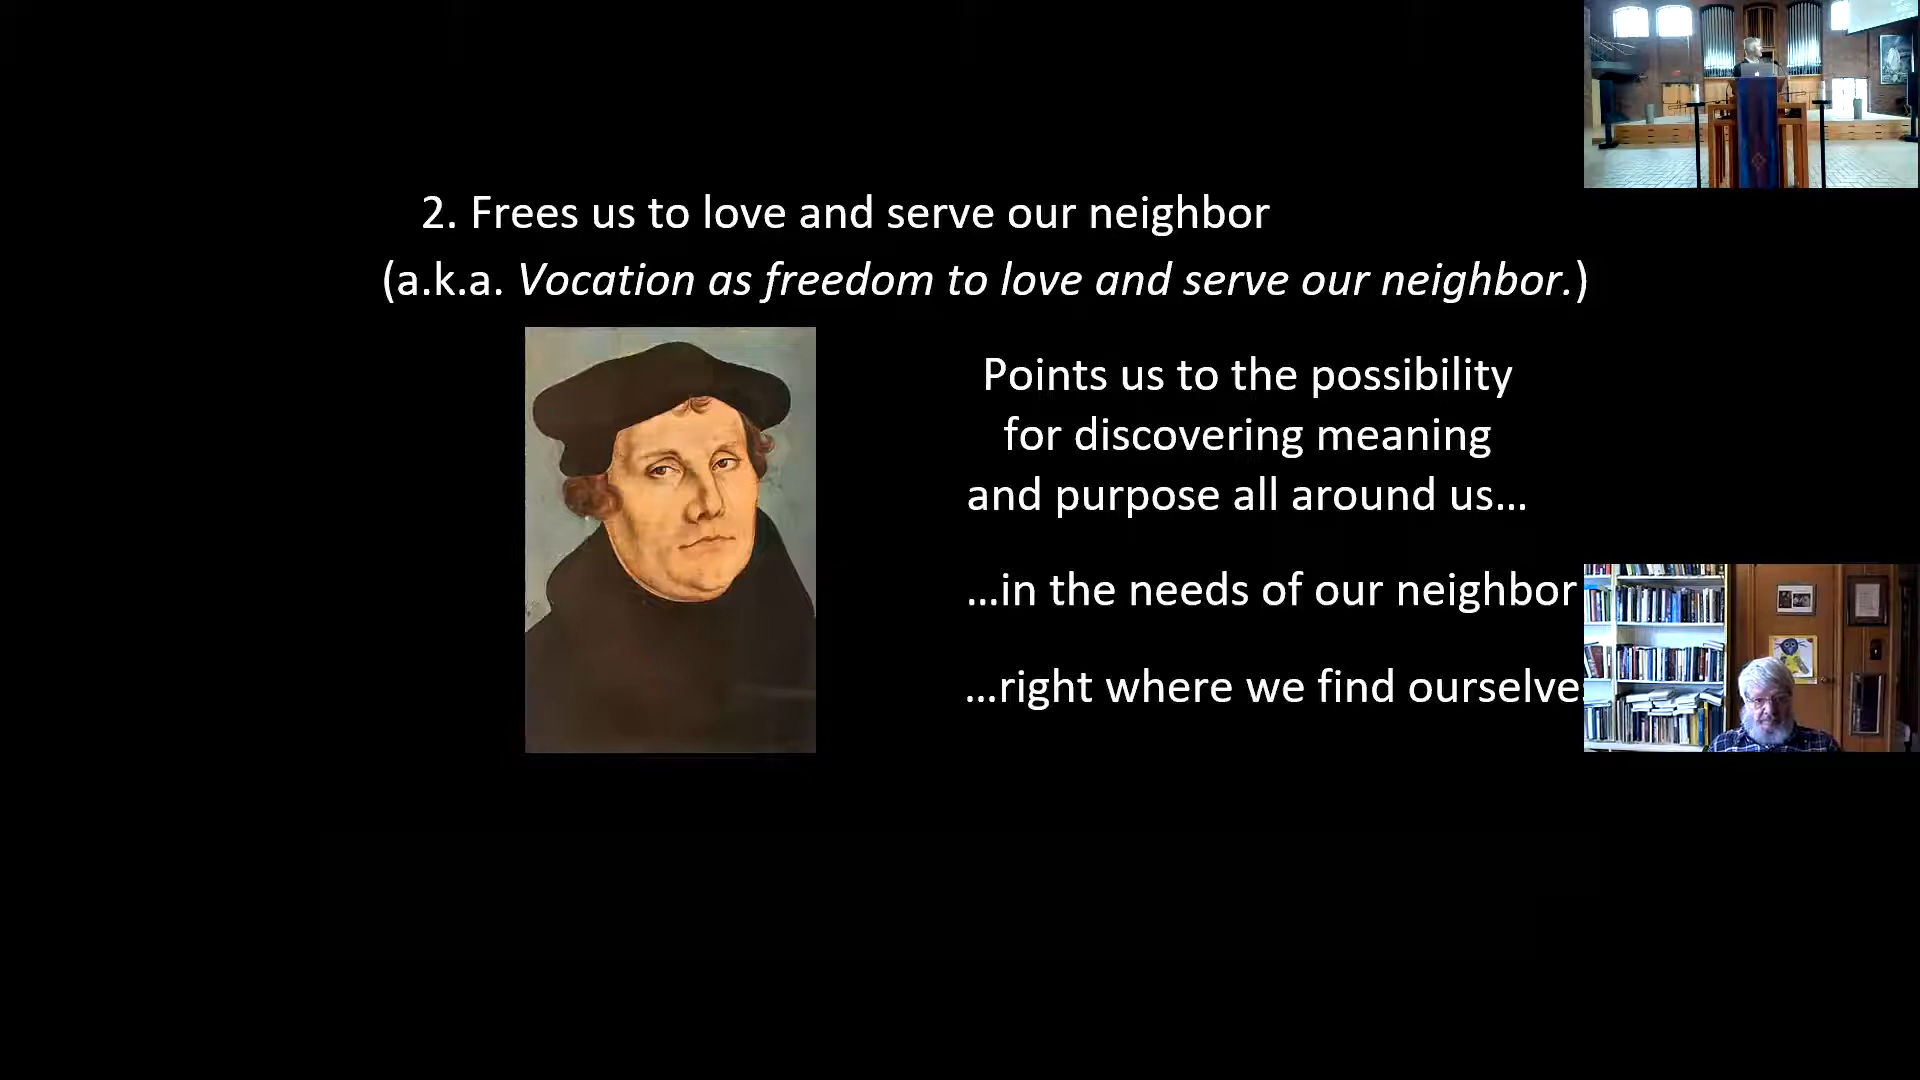 2. Frees us to love and serve our neighbor
(a.k.a. Vocation as freedom to love and serve our neighbor.)
Points us to the possibility
for discovering meaning
and purpose all around us…
…in the needs of our neighbor
…right where we find ourselve